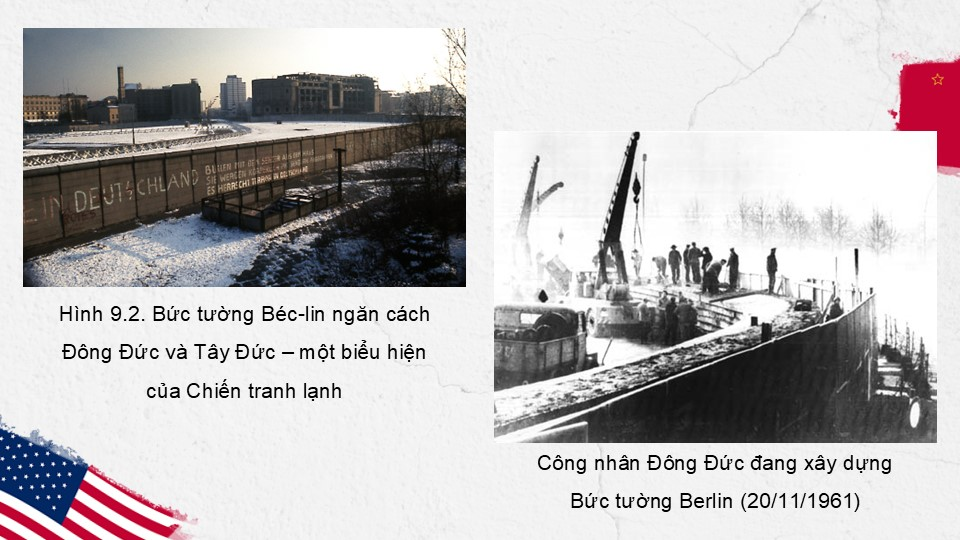 DEUTSCHLAND
Hình 9.2. Bức tường Béc-lin ngăn cách
Đông Đức và Tây Đức – một biểu hiện
của Chiến tranh lạnh
Công nhân Đông Đức đang xây dựng
Bức tường Berlin (20/11/1961)